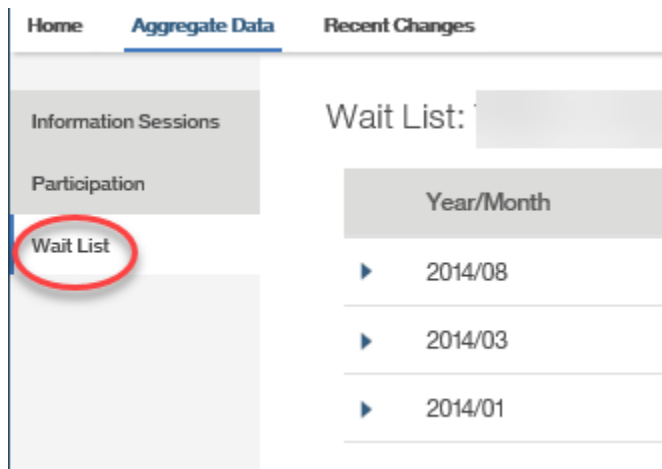 Home Aggregate Data Recent Changes
Information Sessions
Participation
Wait List
Wait List:
Year/Month
2014/08
2014/03
2014/01